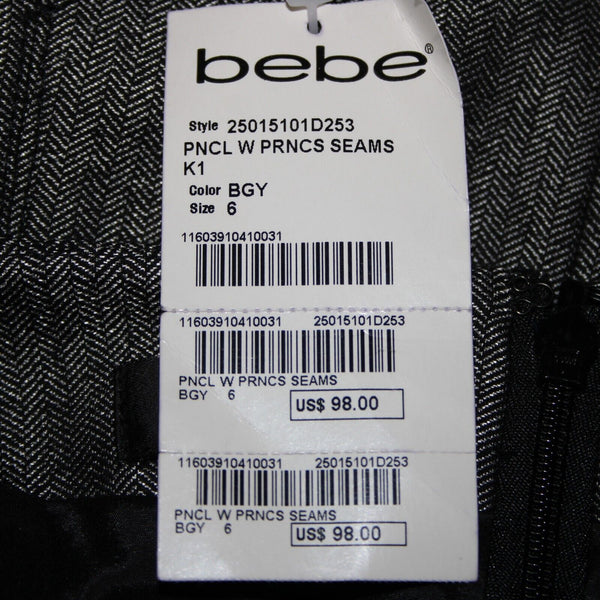 bebe®
Style 25015101D253
PNCL W PRNCS SEAMS
K1
Color BGY
Size 6
11603910410031
11603910410031 25015101D253
PNCL W PRNCS SEAMS
BGY 6 US$ 98.00
11603910410031 25015101D253
PNCL W PRNCS SEAMS
BGY 6 US$ 98.00